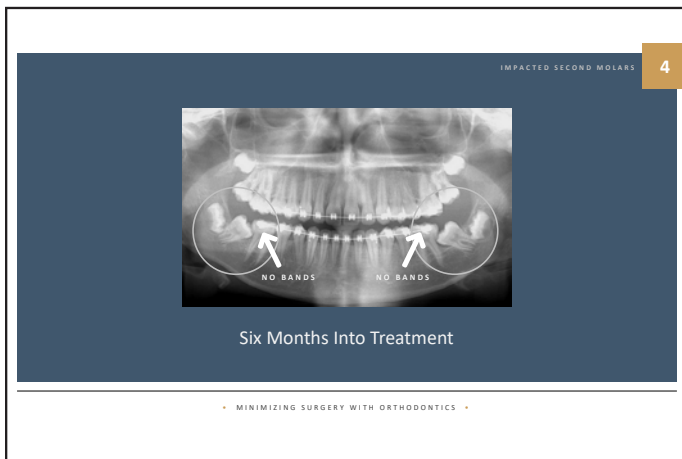 IMPACTED SECOND MOLARS 4
NO BANDS NO BANDS
Six Months Into Treatment
• MINIMIZING SURGERY WITH ORTHODONTICS •